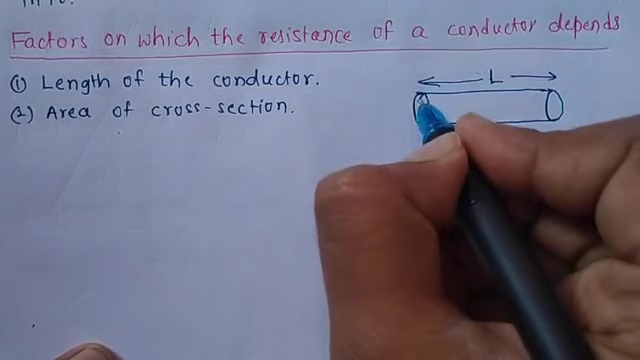 Factors on which the resistance of a conductor depends
(1) Length of the conductor.
L
(2) Area of cross-section.